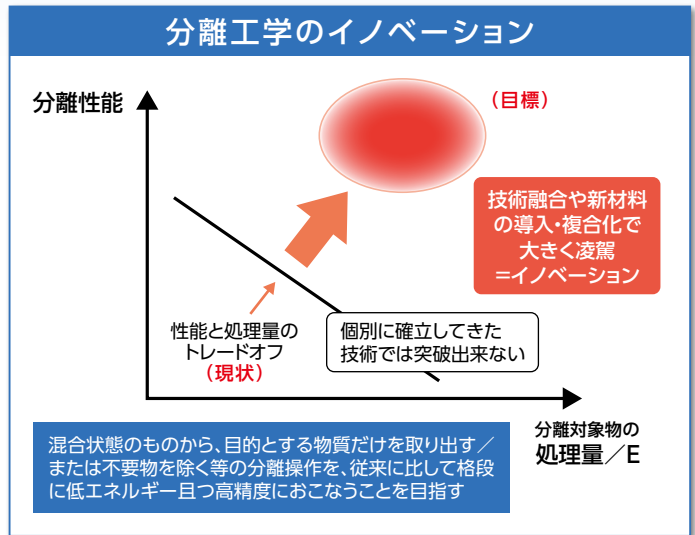 分離工学のイノベーション
分離性能
（目標）
技術融合や新材料
の導入・複合化で
大きく凌駕
＝イノベーション
性能と処理量の
トレードオフ
（現状）
個別に確立してきた
技術では突破出来ない
分離対象物の
処理量／E
混合状態のものから、目的とする物質だけを取り出す／
または不要物を除く等の分離操作を、従来に比して格段
に低エネルギー且つ高精度におこなうことを目指す